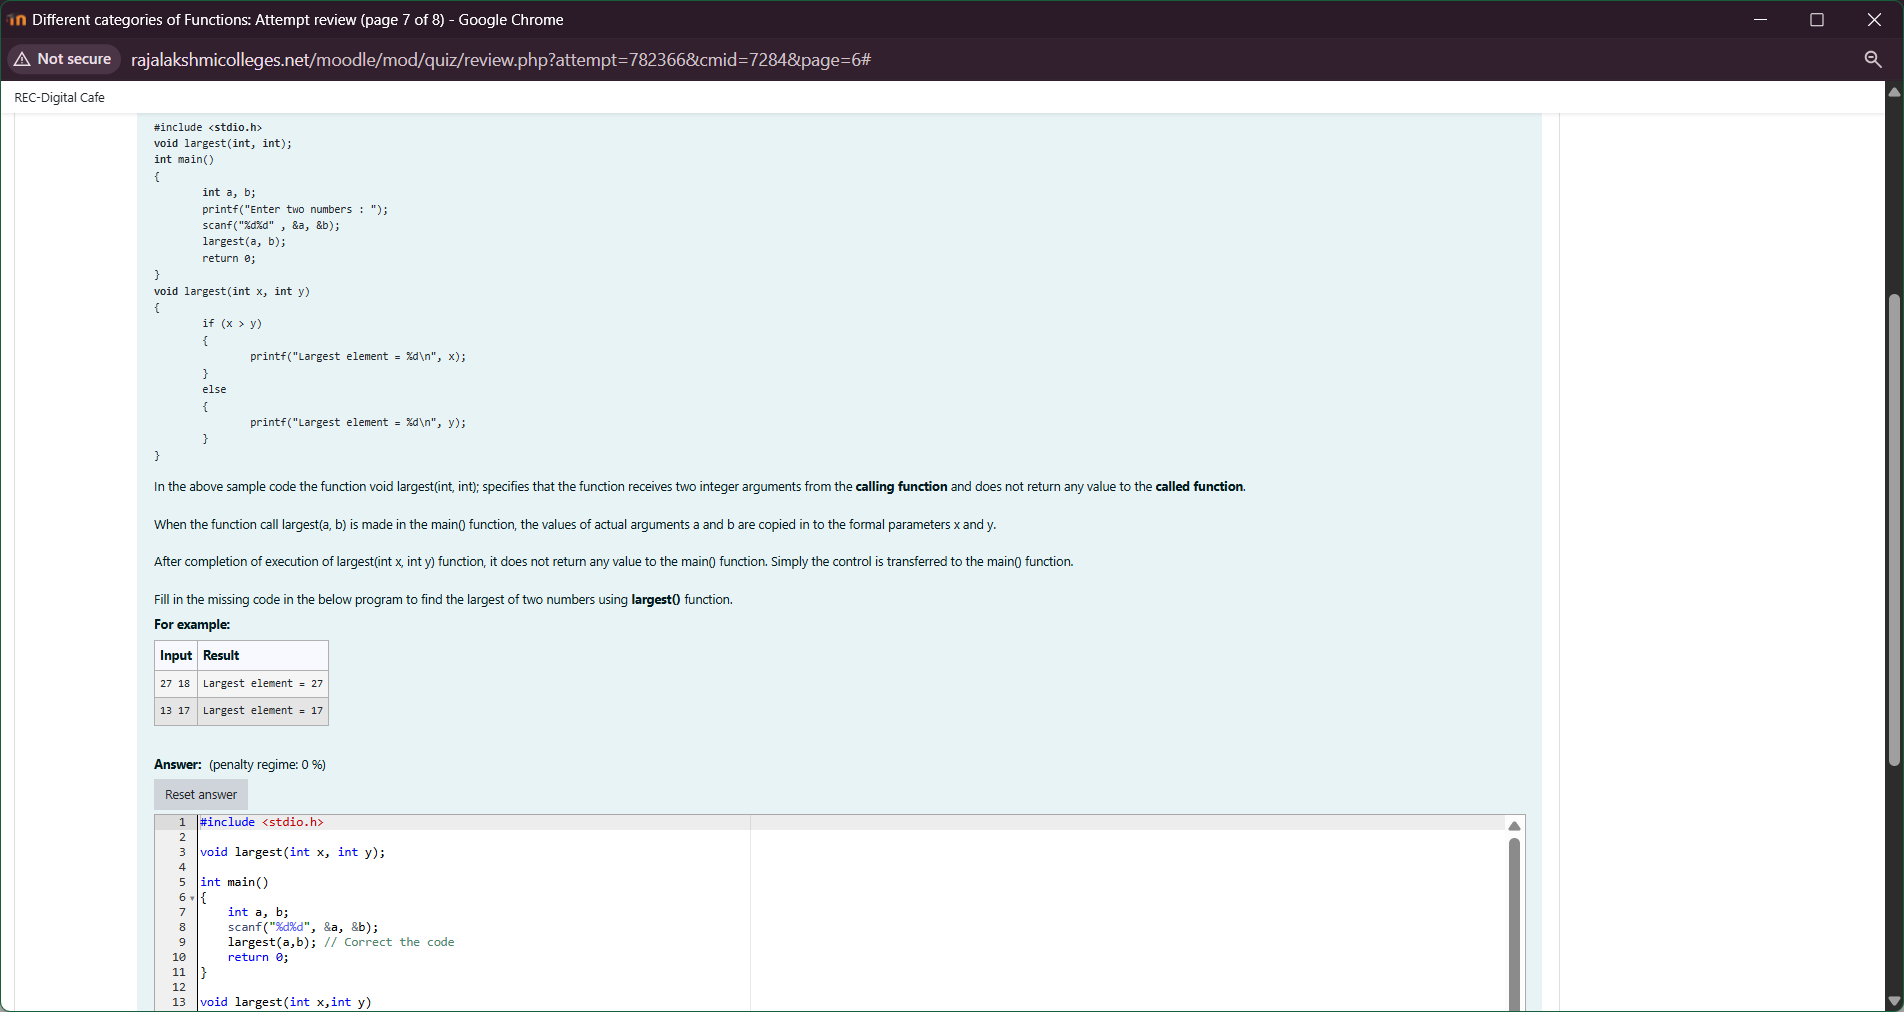 Different categories of Functions: Attempt review (page 7 of 8) - Google Chrome
Not secure rajalakshmicolleges.net/moodle/mod/quiz/review.php?attempt=782366&cmid=7284&page=6#
REC-Digital Cafe
#include <stdio.h>
void largest(int, int);
int main()
{
int a, b;
printf("Enter two numbers : ");
scanf("%d%d" , &a, &b);
largest(a, b);
return 0;
}
void largest(int x, int y)
{
if (x > y)
{
printf("Largest element = %d\n", x);
}
else
{
printf("Largest element = %d\n", y);
}
}
In the above sample code the function void largest(int, int); specifies that the function receives two integer arguments from the calling function and does not return any value to the called function.
When the function call largest(a, b) is made in the main() function, the values of actual arguments a and b are copied in to the formal parameters x and y.
After completion of execution of largest(int x, int y) function, it does not return any value to the main() function. Simply the control is transferred to the main() function.
Fill in the missing code in the below program to find the largest of two numbers using largest() function.
For example:
Input Result
27 18 Largest element = 27
13 17 Largest element = 17
Answer: (penalty regime: 0 %)
Reset answer
1 #include <stdio.h>
2
3 void largest(int x, int y);
4
5 int main()
6 {
7 int a, b;
8 scanf("%d%d", &a, &b);
9 largest(a,b); // Correct the code
10 return 0;
11 }
12
13 void largest(int x,int y)